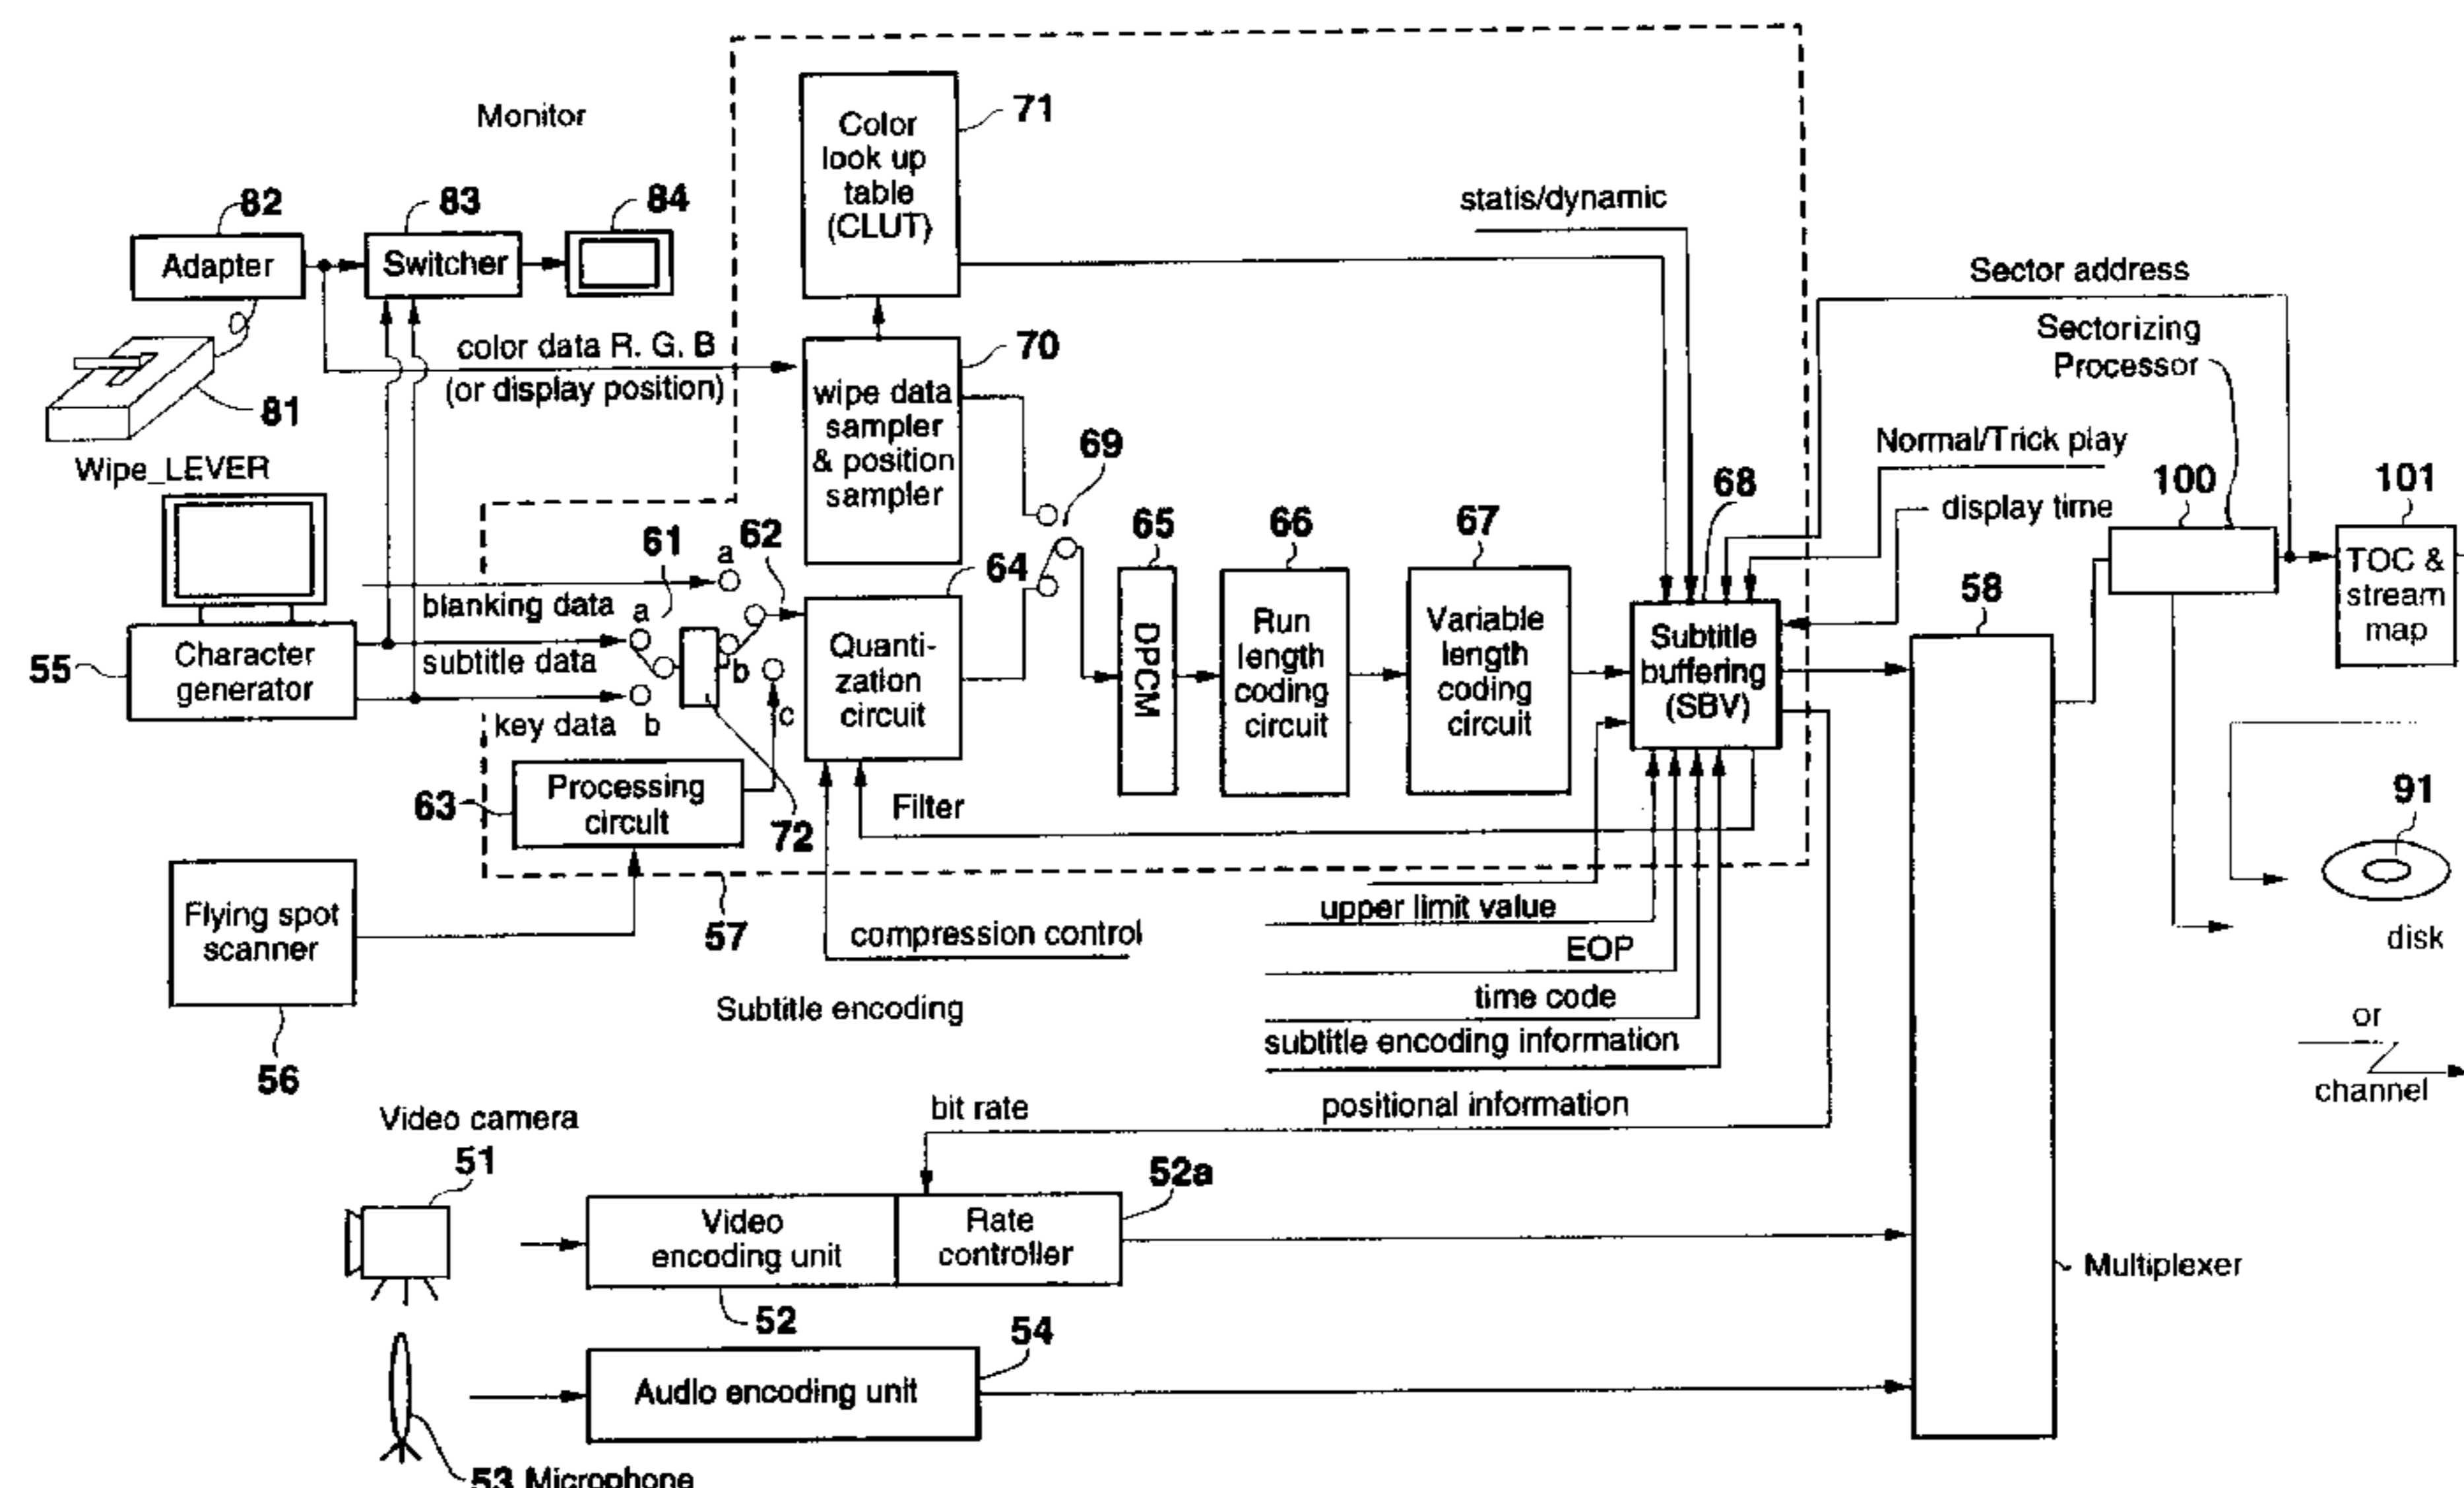 Monitor
82
83
84
Adapter
Switcher
81
Wipe_LEVER
color data R. G. B
(or display position)
71
Color
look up
table
(CLUT)
70
wipe data
sampler
& position
sampler
statis/dynamic
Sector address
Sectorizing
Processor
Normal/Trick play
display time
100
101
TOC &
stream
map
55
Character
generator
blanking data
subtitle data
key data
a
a
b
b
c
61
62
72
63
Processing
circuit
64
Quanti-
zation
circuit
69
65
DPCM
66
Run
length
coding
circuit
67
Variable
length
coding
circuit
68
Subtitle
buffering
(SBV)
58
Filter
56
Flying spot
scanner
57
compression control
Subtitle encoding
upper limit value
EOP
time code
subtitle encoding information
positional information
bit rate
91
disk
or
channel
Video camera
51
Video
encoding unit
52
Rate
controller
52a
Multiplexer
54
Audio encoding unit
53 Microphone